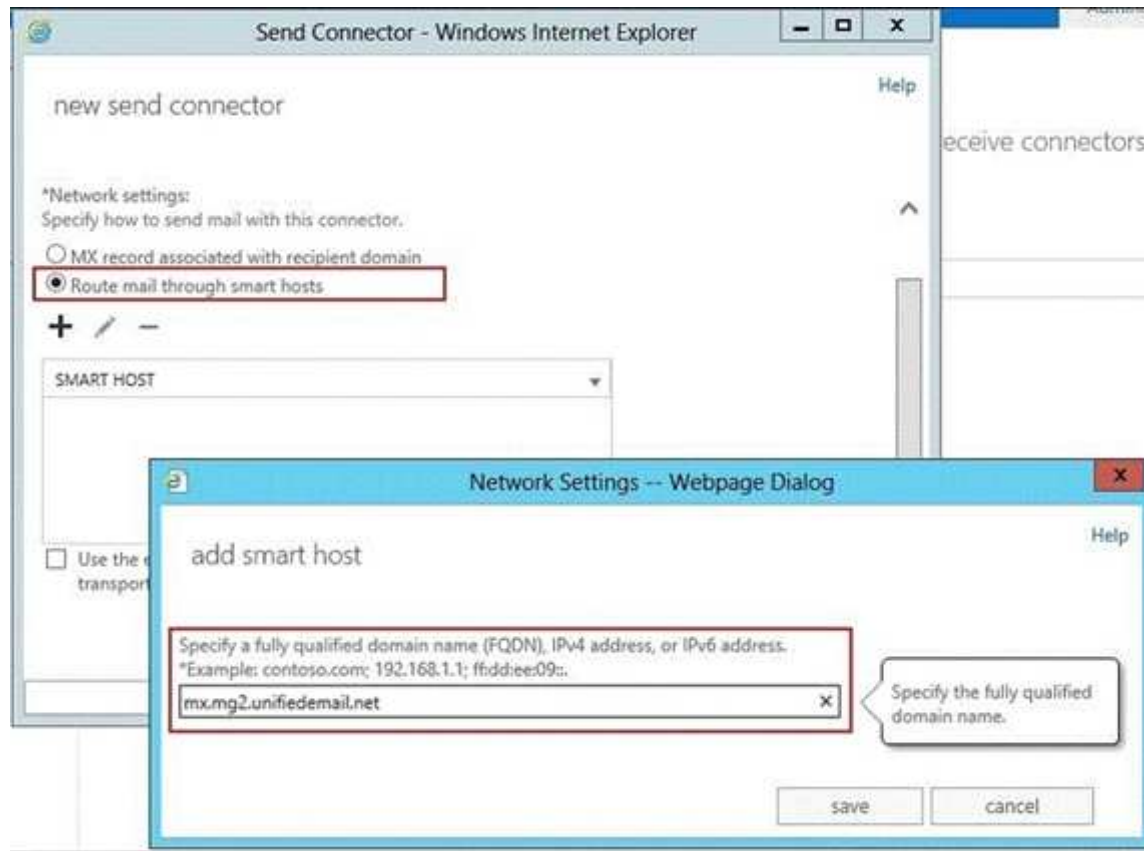 Send Connector - Windows Internet Explorer
Help
new send connector
eceive connectors
*Network settings:
Specify how to send mail with this connector.
MX record associated with recipient domain
Route mail through smart hosts
SMART HOST
Network Settings -- Webpage Dialog
Help
Use the e
transport
add smart host
Specify a fully qualified domain name (FQDN), IPv4 address, or IPv6 address.
*Example: contoso.com; 192.168.1.1; ff:dd:ee:09::.
mx.mg2.unifiedemail.net
Specify the fully qualified
domain name.
save
cancel